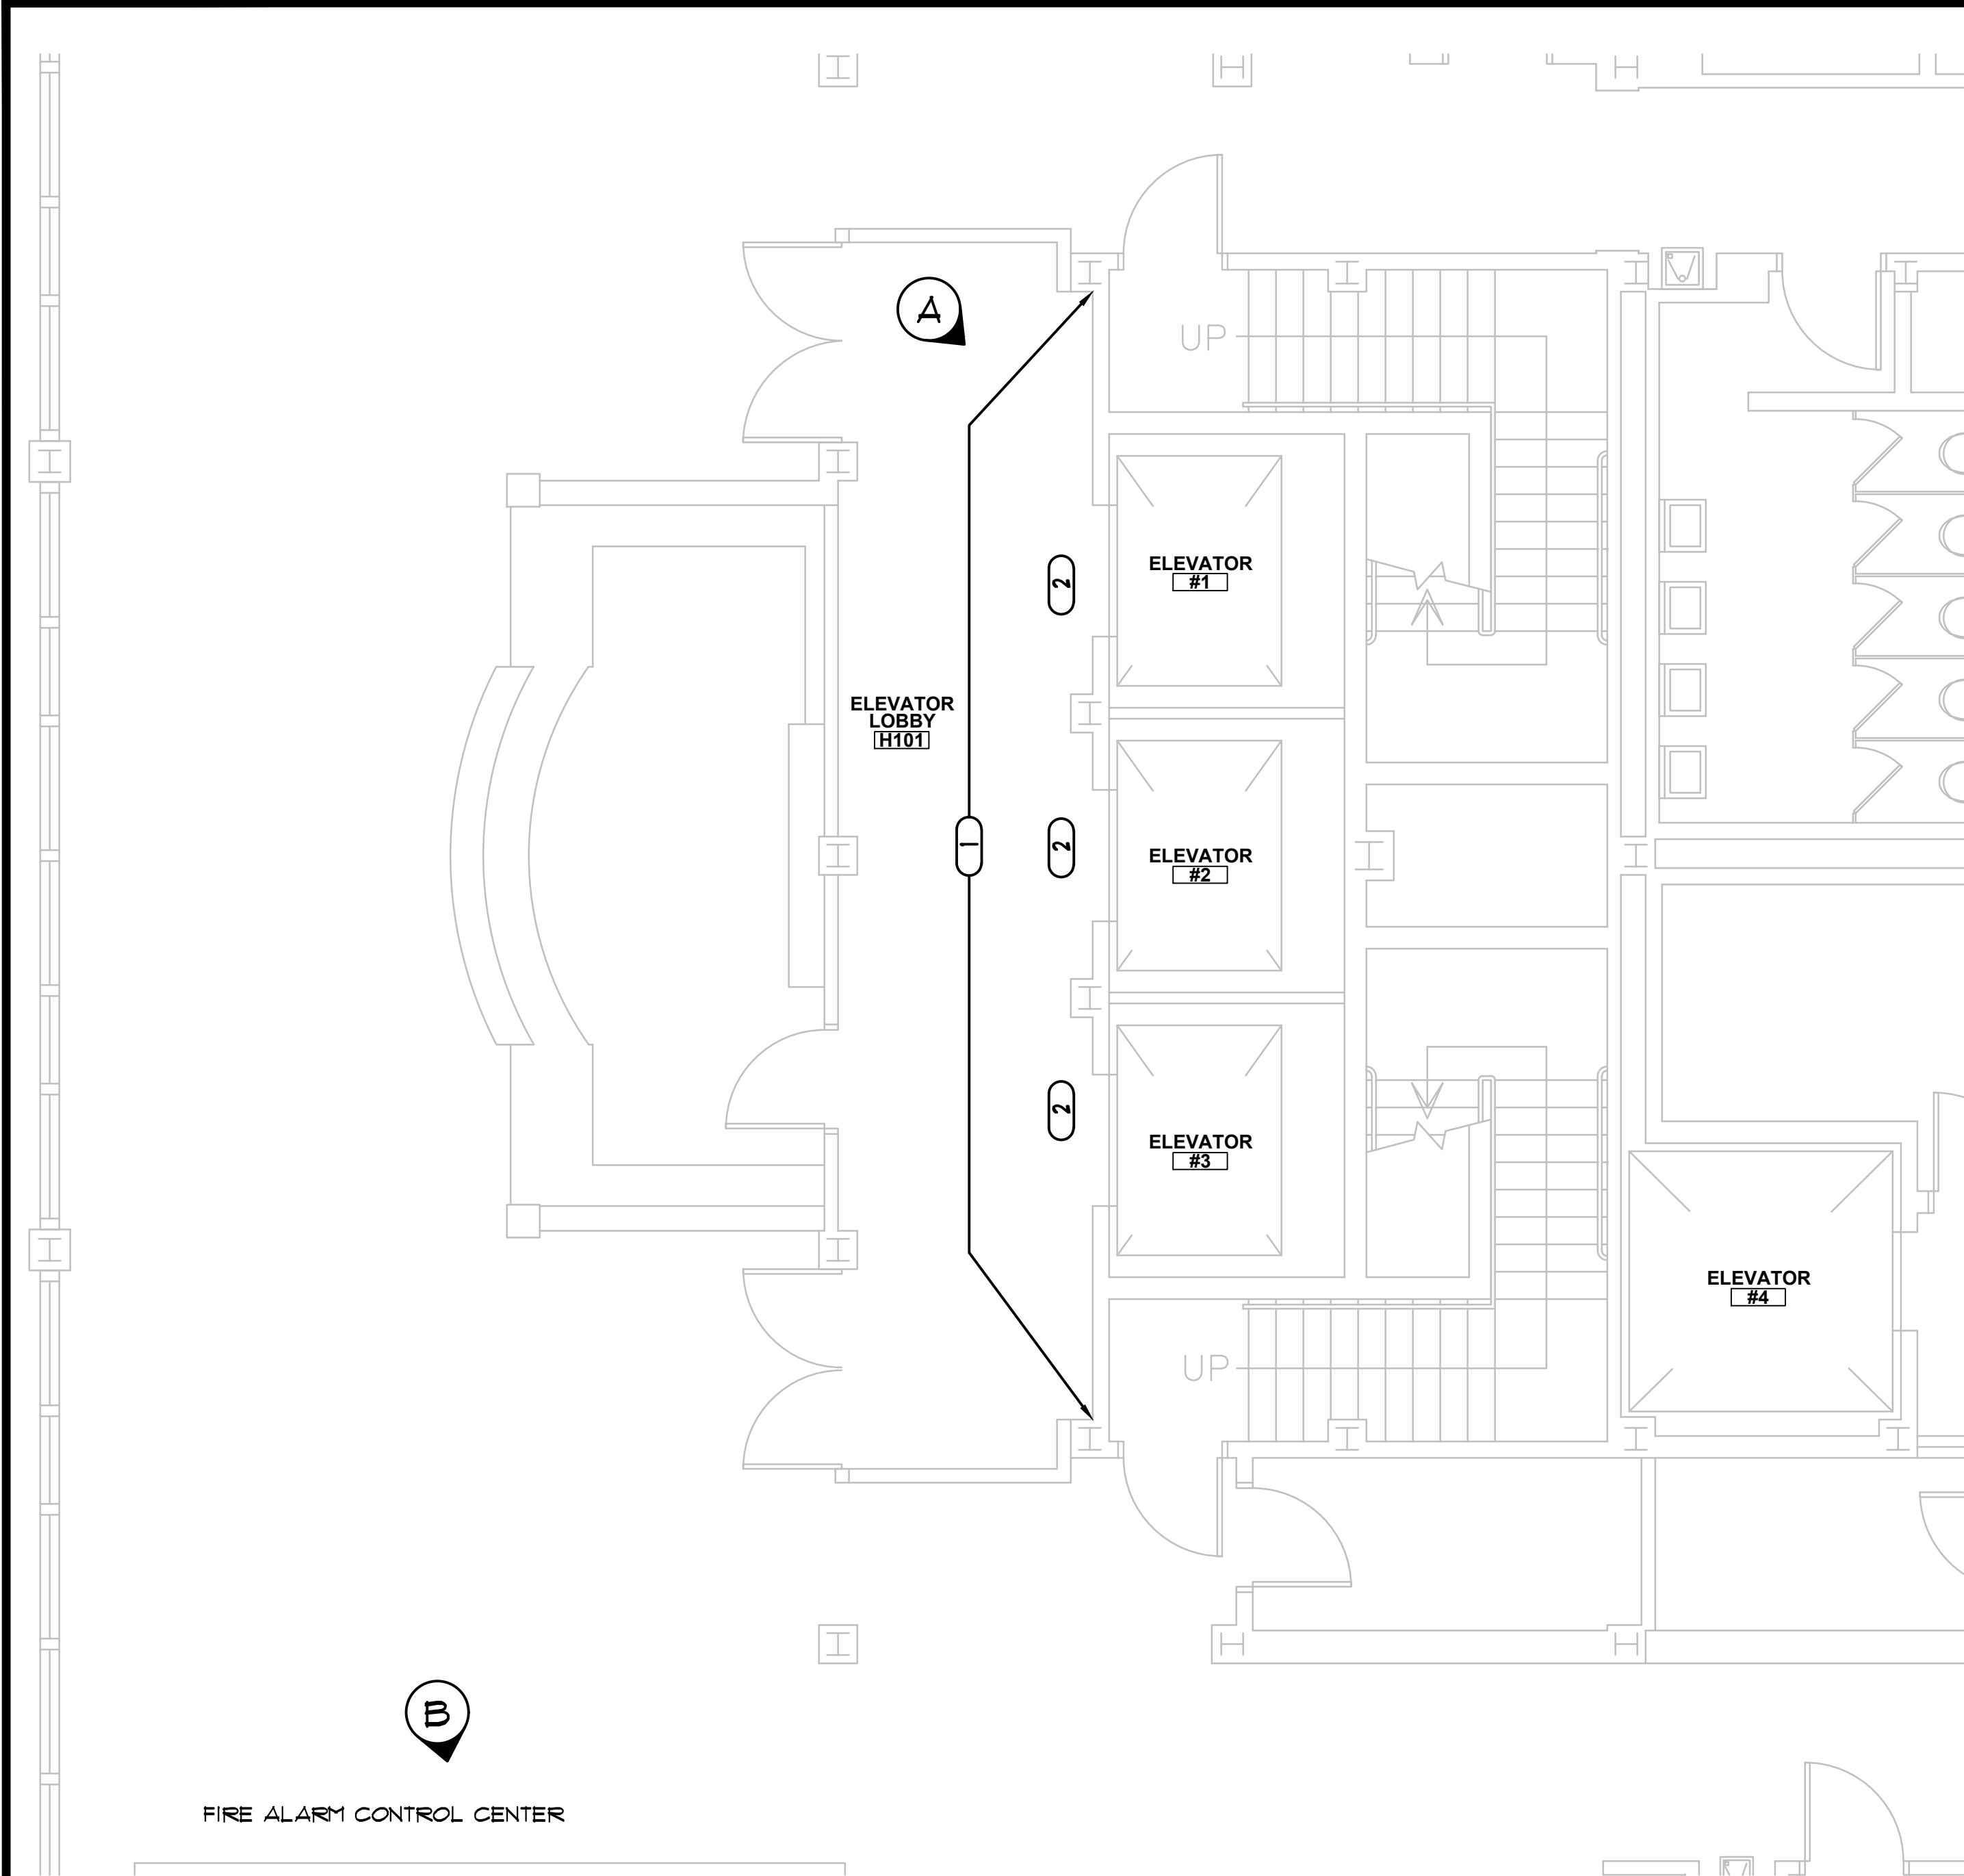 A
UP
ELEVATOR
#1
2
ELEVATOR
LOBBY
H101
1
2
ELEVATOR
#2
2
ELEVATOR
#3
ELEVATOR
#4
UP
B
FIRE ALARM CONTROL CENTER